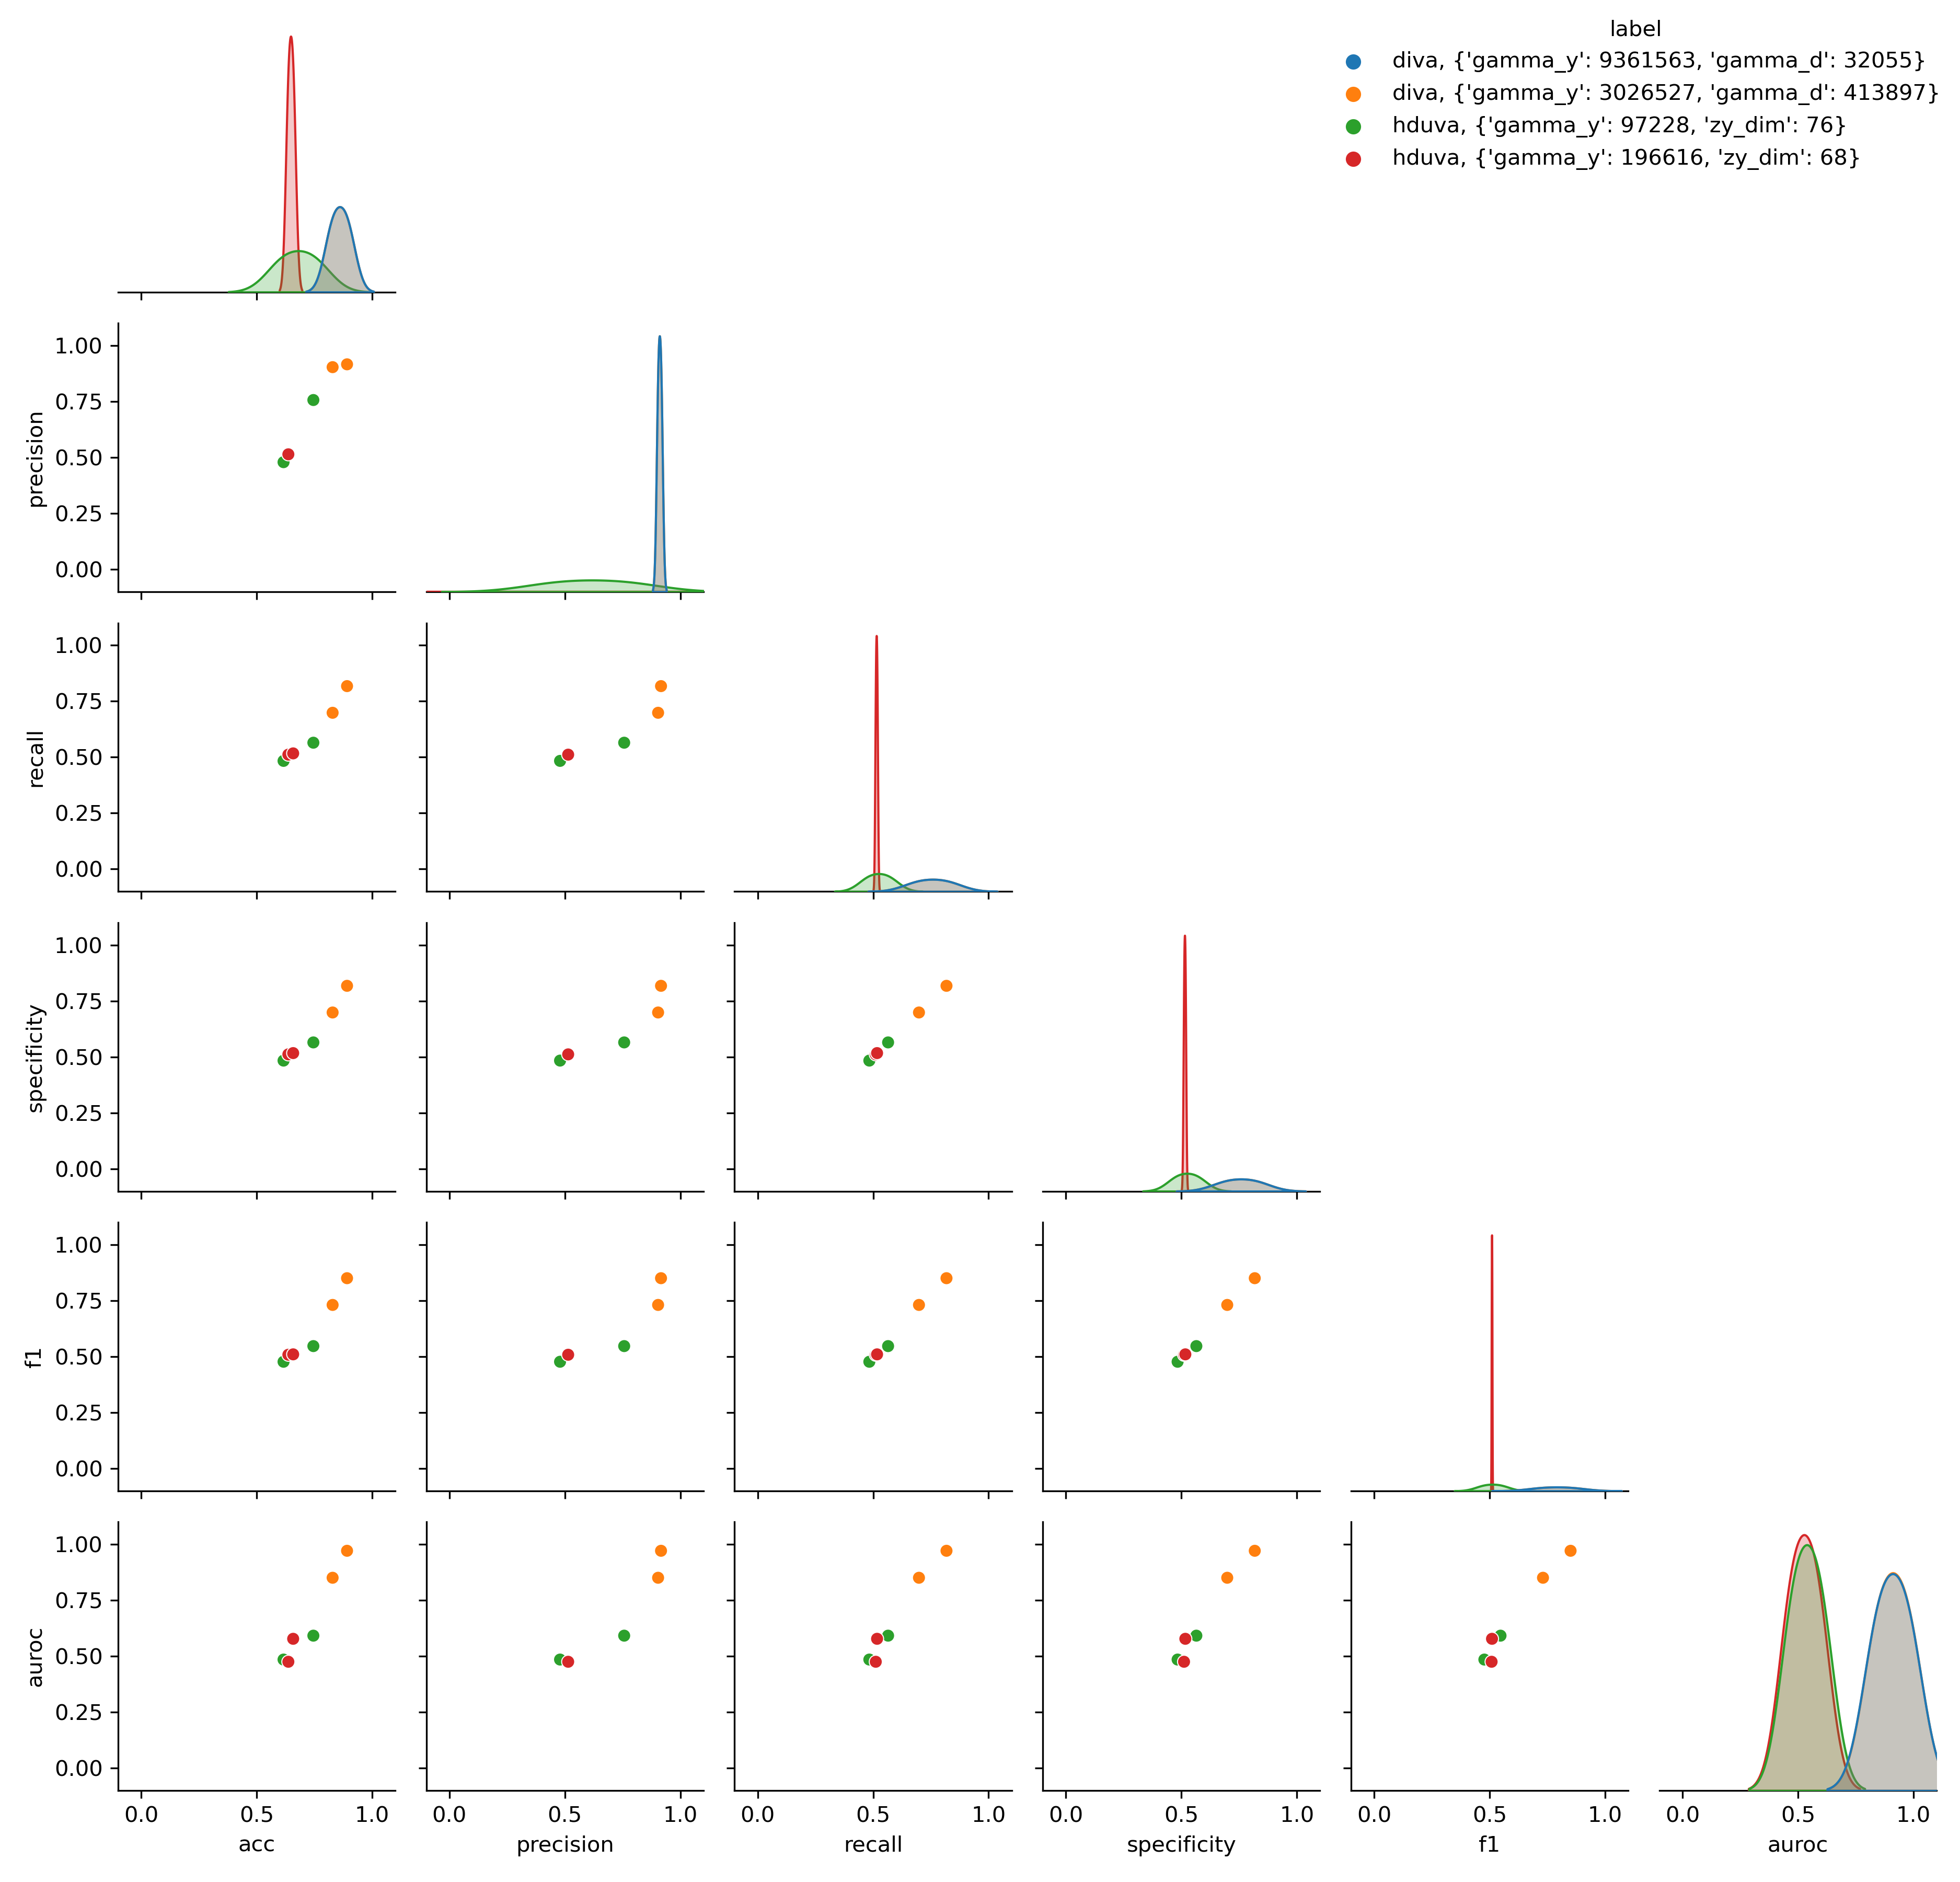 label
diva, {'gamma_y': 9361563, 'gamma_d': 32055}
diva, {'gamma_y': 3026527, 'gamma_d': 413897}
hduva, {'gamma_y': 97228, 'zy_dim': 76}
hduva, {'gamma_y': 196616, 'zy_dim': 68}
1.00
0.75
0.50
0.25
0.00
precision
1.00
0.75
0.50
0.25
0.00
recall
1.00
0.75
0.50
0.25
0.00
specificity
1.00
0.75
0.50
0.25
0.00
f1
1.00
0.75
0.50
0.25
0.00
auroc
0.0 0.5 1.0 0.0 0.5 1.0 0.0 0.5 1.0 0.0 0.5 1.0 0.0 0.5 1.0 0.0 0.5 1.0
acc precision recall specificity f1 auroc